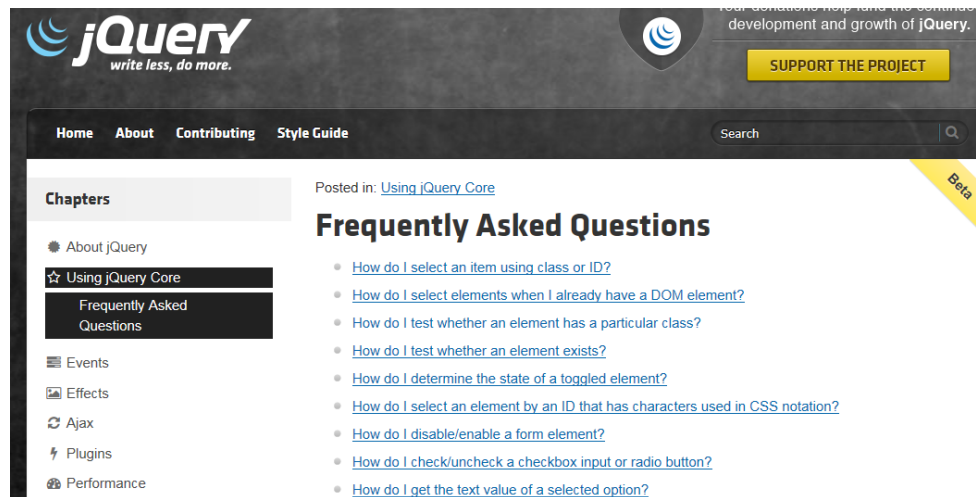 Your donations help fund the continued
development and growth of jQuery.
jQuery
write less, do more.
SUPPORT THE PROJECT
Home About Contributing Style Guide
Search
Beta
Chapters
About jQuery
Using jQuery Core
Frequently Asked
Questions
Events
Effects
Ajax
Plugins
Performance
Posted in: Using jQuery Core
Frequently Asked Questions
How do I select an item using class or ID?
How do I select elements when I already have a DOM element?
How do I test whether an element has a particular class?
How do I test whether an element exists?
How do I determine the state of a toggled element?
How do I select an element by an ID that has characters used in CSS notation?
How do I disable/enable a form element?
How do I check/uncheck a checkbox input or radio button?
How do I get the text value of a selected option?